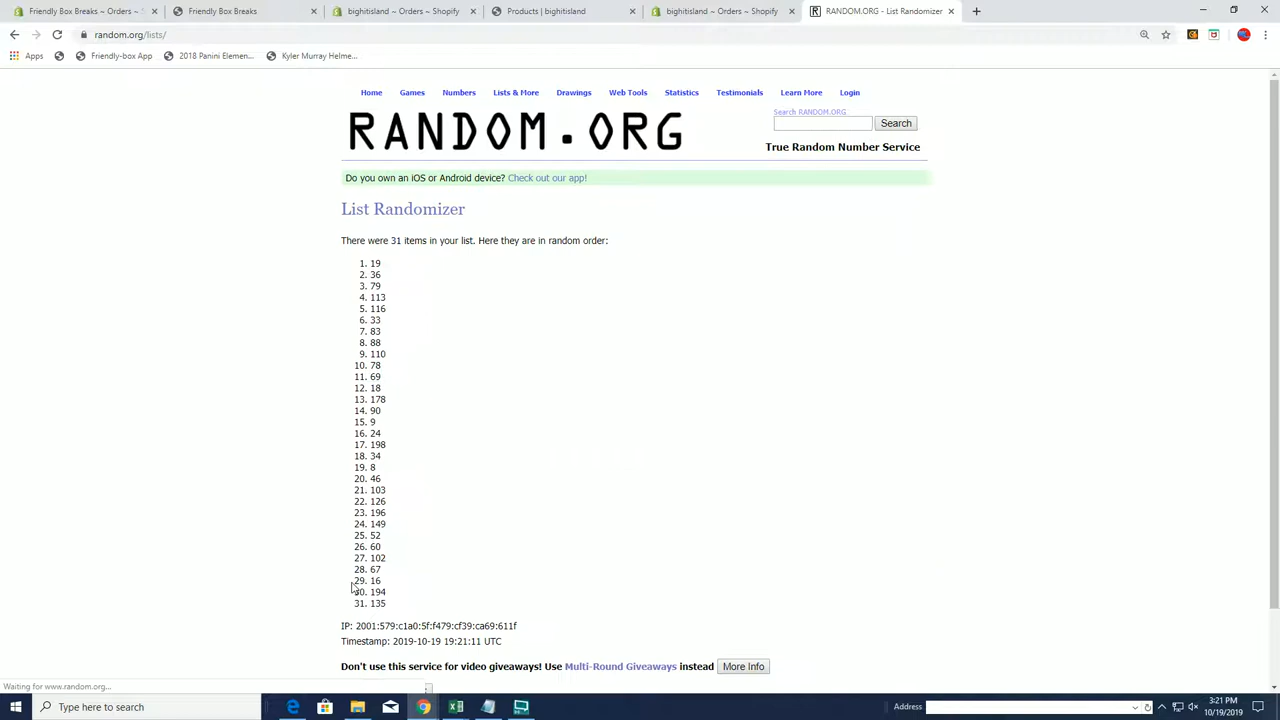 Friendly Box Breaks ~ Orders ~ S
Friendly Box Breaks
bighitisland ~ Orders ~ Shopify
Products | bighitisland
bighitisland ~ Orders ~ Shopify
RANDOM.ORG - List Randomizer
random.org/lists/
Apps
Friendly-box App
2018 Panini Elemen...
Kyler Murray Helme...
Home Games Numbers Lists & More Drawings Web Tools Statistics Testimonials Learn More Login
RANDOM.ORG
Search RANDOM.ORG
Search
True Random Number Service
Do you own an iOS or Android device? Check out our app!
List Randomizer
There were 31 items in your list. Here they are in random order:
1. 19
2. 36
3. 79
4. 113
5. 116
6. 33
7. 83
8. 88
9. 110
10. 78
11. 69
12. 18
13. 178
14. 90
15. 9
16. 24
17. 198
18. 34
19. 8
20. 46
21. 103
22. 126
23. 196
24. 149
25. 52
26. 60
27. 102
28. 67
29. 16
30. 194
31. 135
IP: 2001:579:c1a0:5f:f479:cf39:ca69:611f
Timestamp: 2019-10-19 19:21:11 UTC
Don't use this service for video giveaways! Use Multi-Round Giveaways instead More Info
Waiting for www.random.org...
Type here to search
Address
3:21 PM
10/19/2019